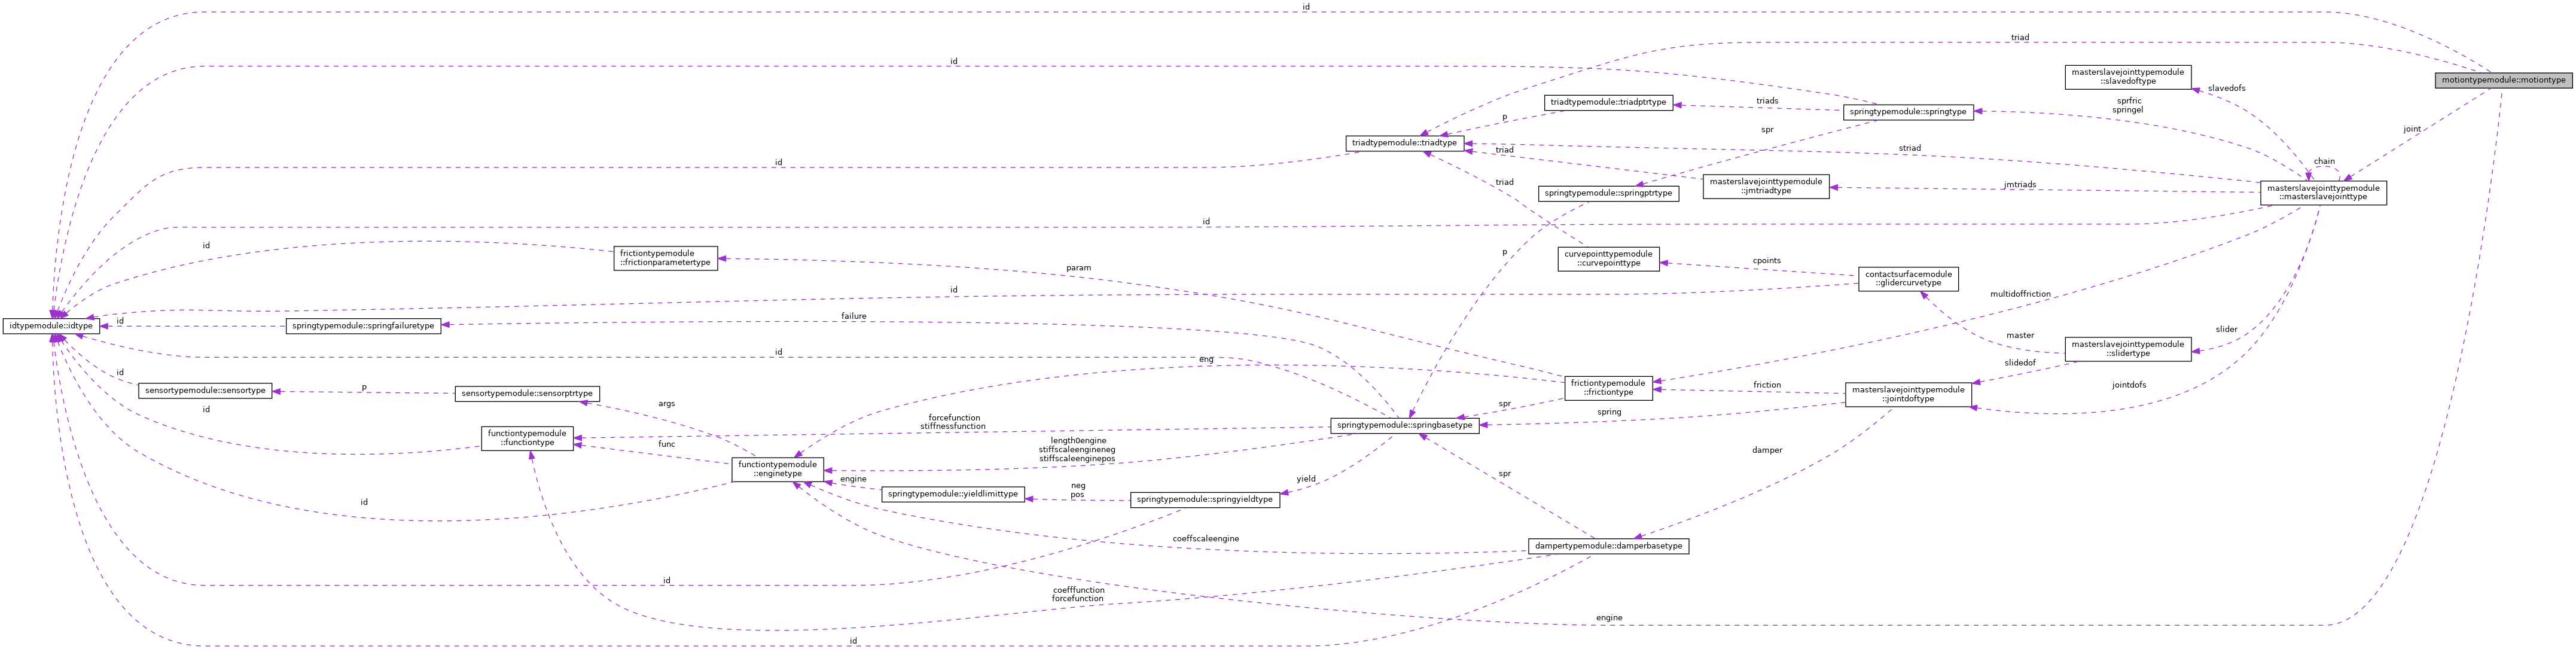 id
triad
id
masterslavejointtypemodule
::slavedoftype
motiontypemodule::motiontype
slavedofs
triadtypemodule::triadptrtype
triads
sprfric
springel
springtypemodule::springtype
p
spr
joint
triadtypemodule::triadtype
triad
striad
chain
id
masterslavejointtypemodule
::jmtriadtype
jmtriads
masterslavejointtypemodule
::masterslavejointtype
triad
springtypemodule::springptrtype
id
id
frictiontypemodule
::frictionparametertype
p
curvepointtypemodule
::curvepointtype
cpoints
param
contactsurfacemodule
::glidercurvetype
id
multidoffriction
failure
idtypemodule::idtype
id
springtypemodule::springfailuretype
slider
master
masterslavejointtypemodule
::slidertype
id
eng
slidedof
id
sensortypemodule::sensortype
p
sensortypemodule::sensorptrtype
frictiontypemodule
::frictiontype
friction
masterslavejointtypemodule
::jointdoftype
jointdofs
id
args
forcefunction
stiffnessfunction
spr
spring
springtypemodule::springbasetype
functiontypemodule
::functiontype
func
length0engine
stiffscaleengineneg
stiffscaleenginepos
damper
functiontypemodule
::enginetype
engine
springtypemodule::yieldlimittype
neg
pos
springtypemodule::springyieldtype
yield
spr
id
coeffscaleengine
dampertypemodule::damperbasetype
id
coefffunction
forcefunction
engine
id